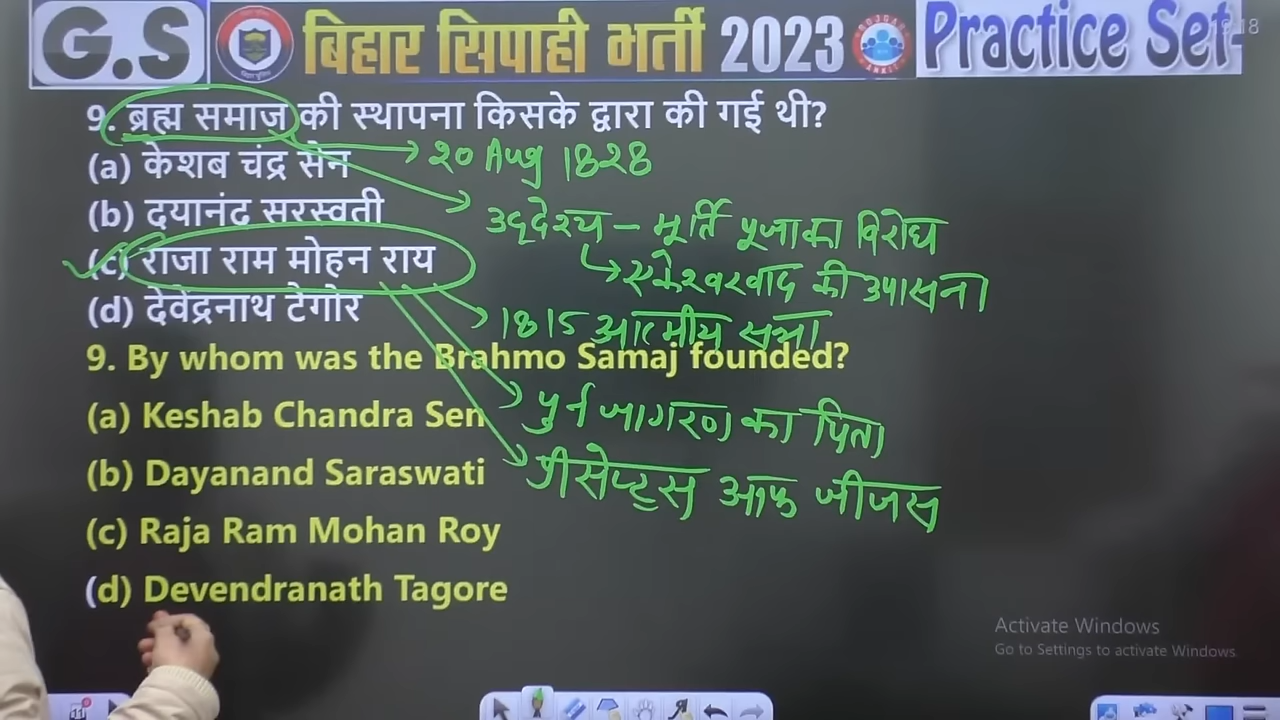 G.S बिहार सिपाही भर्ती 2023 Practice Set-
9. ब्रह्म समाज की स्थापना किसके द्वारा की गई थी?
→ 20 Aug 1828
(a) केशब चंद्र सेन
(b) दयानंद सरस्वती
उद्देश्य – मूर्ति पूजा का विरोध
(c) राजा राम मोहन राय
→ एकेश्वरवाद की उपासना
(d) देवेंद्रनाथ टेगोर
1815 आत्मीय सभा
9. By whom was the Brahmo Samaj founded?
(a) Keshab Chandra Sen
पुर्नजागरण का पिता
(b) Dayanand Saraswati
प्रीसेप्ट्स आफ जीजस
(c) Raja Ram Mohan Roy
(d) Devendranath Tagore
Activate Windows
Go to Settings to activate Windows.